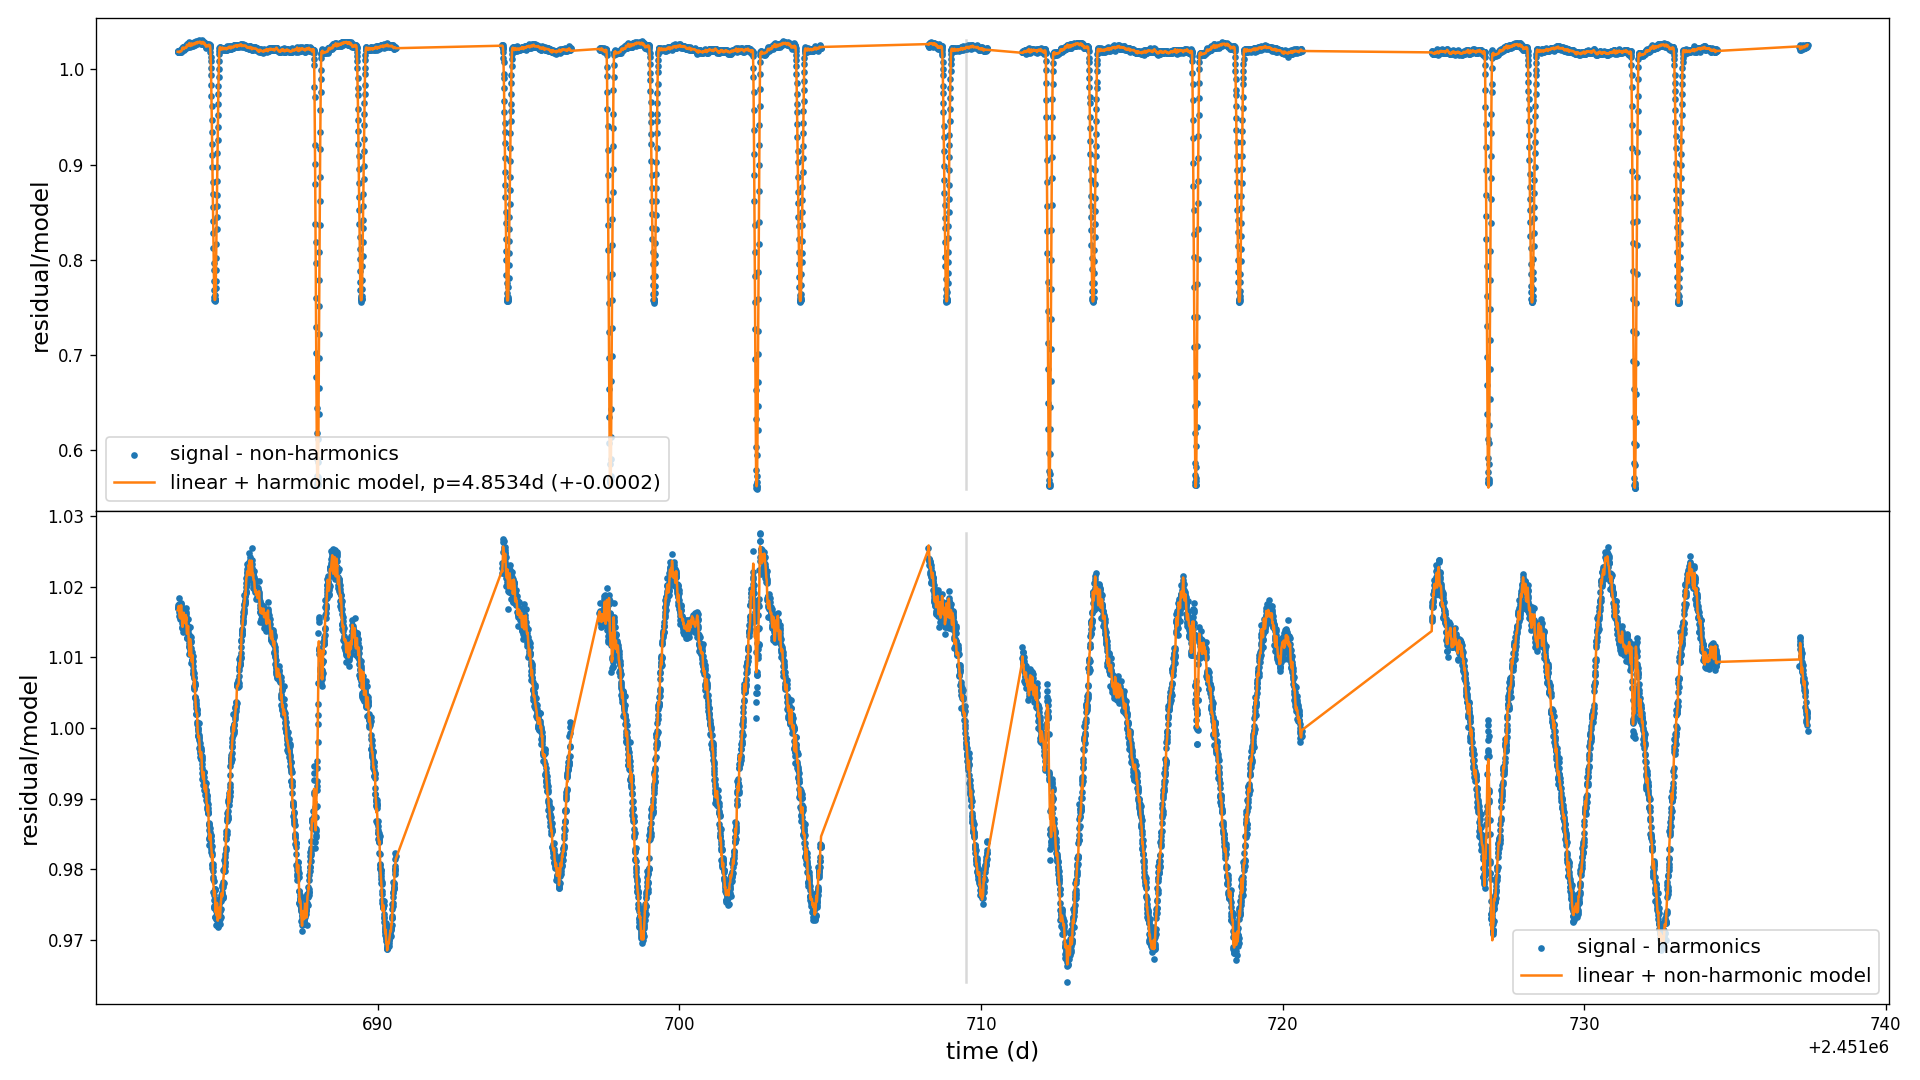 1.0
0.9
0.8
0.7
0.6
residual/model
signal - non-harmonics
linear + harmonic model, p=4.8534d (+-0.0002)
1.03
1.02
1.01
1.00
0.99
0.98
0.97
residual/model
signal - harmonics
linear + non-harmonic model
690 700 710 720 730 740
time (d)
+2.451e6